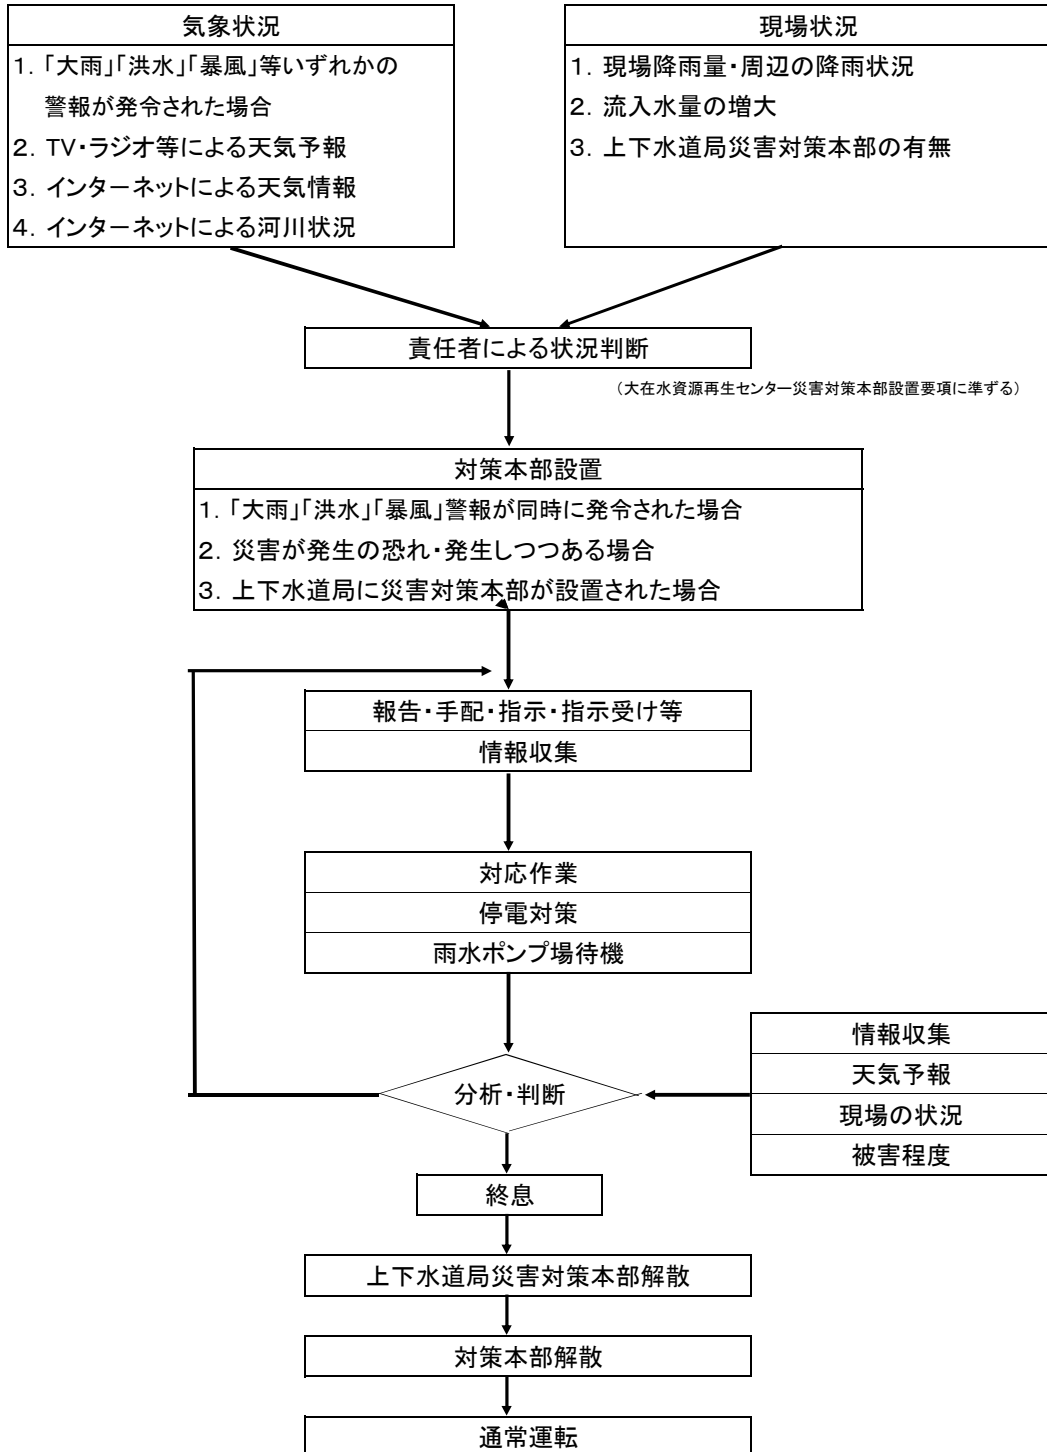 気象状況
1. 「大雨」「洪水」「暴風」等いずれかの
警報が発令された場合
2. TV・ラジオ等による天気予報
3. インターネットによる天気情報
4. インターネットによる河川状況
現場状況
1. 現場降雨量・周辺の降雨状況
2. 流入水量の増大
3. 上下水道局災害対策本部の有無
責任者による状況判断
（大在水資源再生センター災害対策本部設置要項に準ずる）
対策本部設置
1. 「大雨」「洪水」「暴風」警報が同時に発令された場合
2. 災害が発生の恐れ・発生しつつある場合
3. 上下水道局に災害対策本部が設置された場合
報告・手配・指示・指示受け等
情報収集
対応作業
停電対策
雨水ポンプ場待機
分析・判断
情報収集
天気予報
現場の状況
被害程度
終息
上下水道局災害対策本部解散
対策本部解散
通常運転